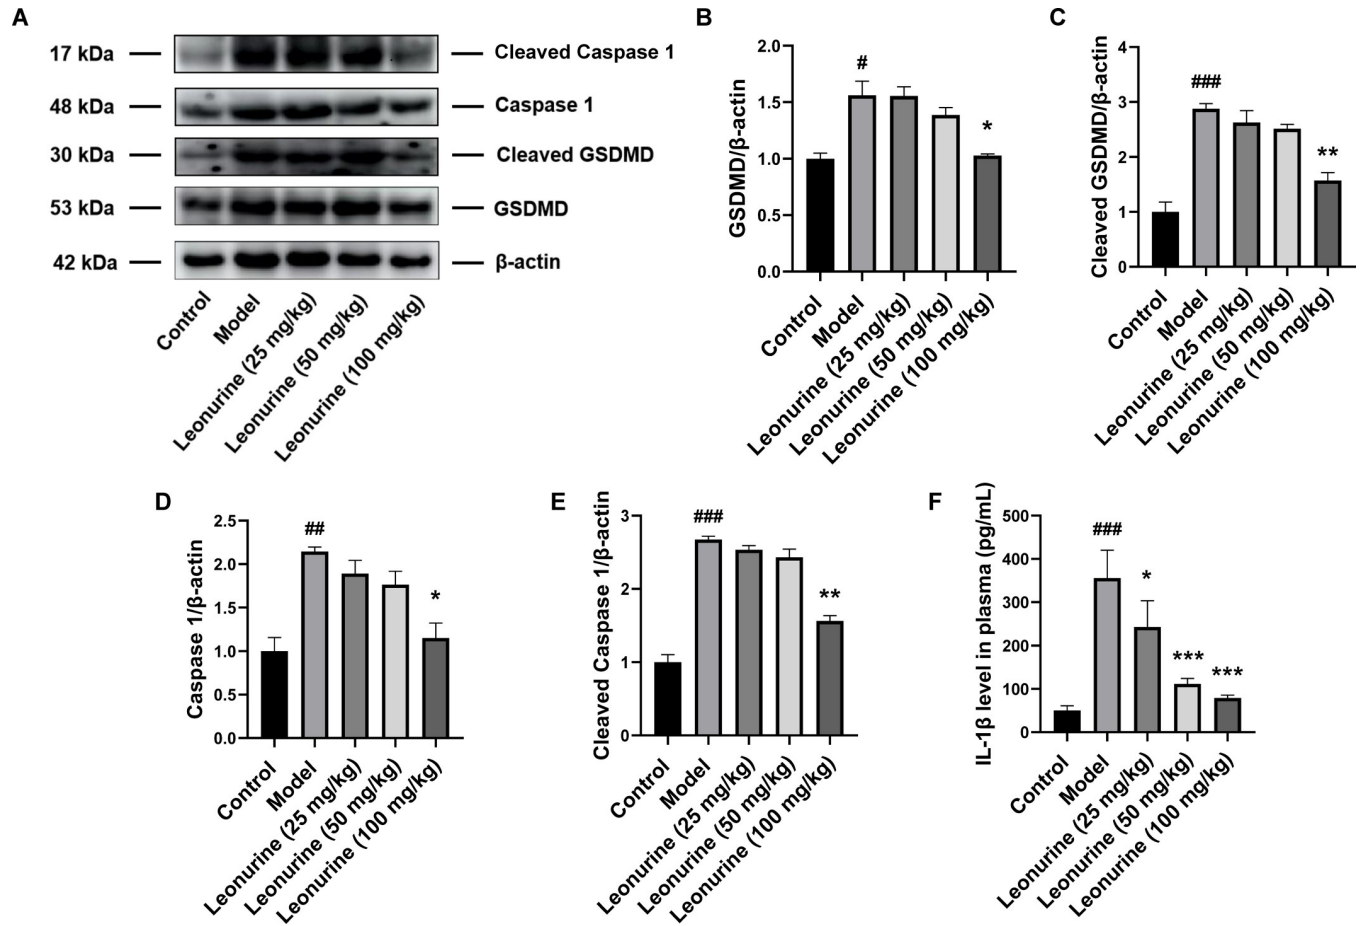 A
17 kDa
Cleaved Caspase 1
48 kDa
Caspase 1
30 kDa
Cleaved GSDMD
53 kDa
GSDMD
42 kDa
β-actin
Control
Model
Leonurine (25 mg/kg)
Leonurine (50 mg/kg)
Leonurine (100 mg/kg)
B
GSDMD/β-actin
2.0
1.5
1.0
0.5
0.0
#
*
Control
Model
Leonurine (25 mg/kg)
Leonurine (50 mg/kg)
Leonurine (100 mg/kg)
C
Cleaved GSDMD/β-actin
4
3
2
1
0
###
**
Control
Model
Leonurine (25 mg/kg)
Leonurine (50 mg/kg)
Leonurine (100 mg/kg)
D
Caspase 1/β-actin
2.5
2.0
1.5
1.0
0.5
0.0
##
*
Control
Model
Leonurine (25 mg/kg)
Leonurine (50 mg/kg)
Leonurine (100 mg/kg)
E
Cleaved Caspase 1/β-actin
3
2
1
0
###
**
Control
Model
Leonurine (25 mg/kg)
Leonurine (50 mg/kg)
Leonurine (100 mg/kg)
F
IL-1β level in plasma (pg/mL)
500
400
300
200
100
0
###
*
***
***
Control
Model
Leonurine (25 mg/kg)
Leonurine (50 mg/kg)
Leonurine (100 mg/kg)